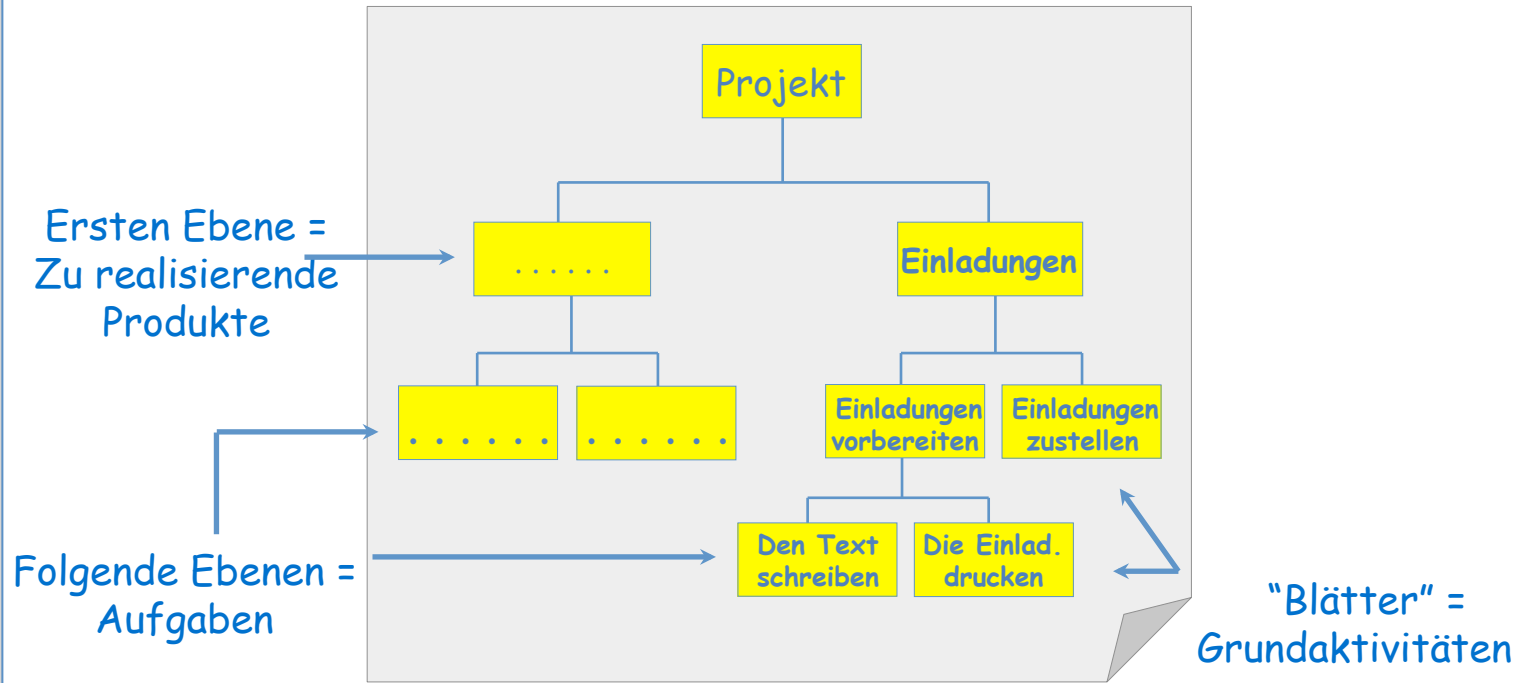 Projekt
Ersten Ebene =
Zu realisierende
Produkte
. . . . . .
Einladungen
. . . . . .
. . . . . .
Einladungen
vorbereiten
Einladungen
zustellen
Folgende Ebenen =
Aufgaben
Den Text
schreiben
Die Einlad.
drucken
“Blätter” =
Grundaktivitäten